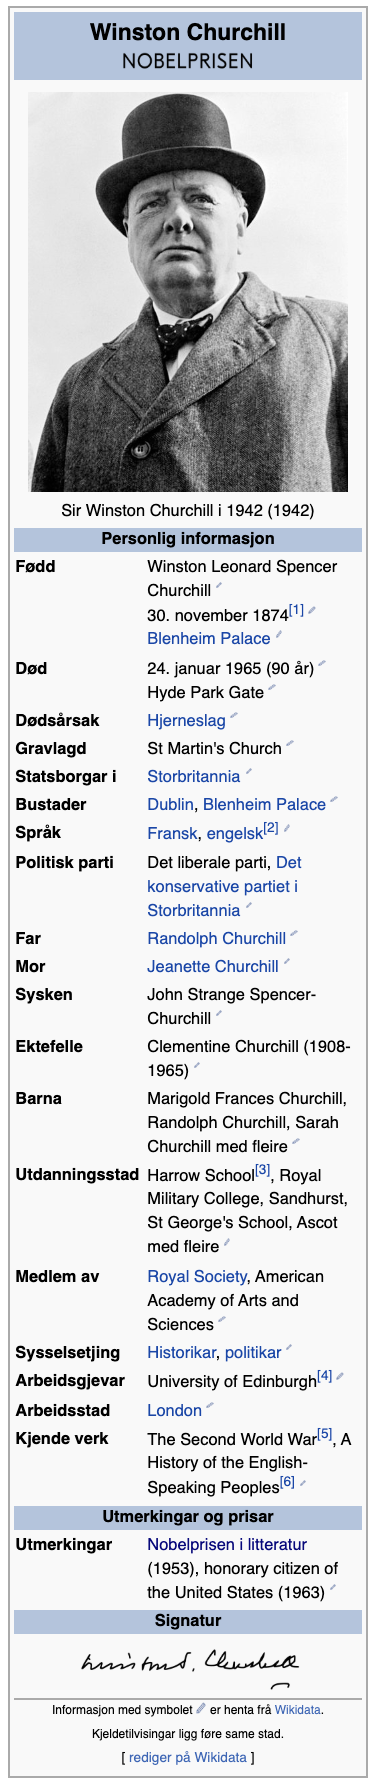 Winston Churchill
NOBELPRISEN
Sir Winston Churchill i 1942 (1942)
Personlig informasjon
Fødd Winston Leonard Spencer
Churchill
30. november 1874[1]
Blenheim Palace
Død 24. januar 1965 (90 år)
Hyde Park Gate
Dødsårsak Hjerneslag
Gravlagd St Martin's Church
Statsborgar i Storbritannia
Bustader Dublin, Blenheim Palace
Språk Fransk, engelsk[2]
Politisk parti Det liberale parti, Det
konservative partiet i
Storbritannia
Far Randolph Churchill
Mor Jeanette Churchill
Sysken John Strange Spencer-
Churchill
Ektefelle Clementine Churchill (1908-
1965)
Barna Marigold Frances Churchill,
Randolph Churchill, Sarah
Churchill med fleire
Utdanningsstad Harrow School[3], Royal
Military College, Sandhurst,
St George's School, Ascot
med fleire
Medlem av Royal Society, American
Academy of Arts and
Sciences
Sysselsetjing Historikar, politikar
Arbeidsgjevar University of Edinburgh[4]
Arbeidsstad London
Kjende verk The Second World War[5], A
History of the English-
Speaking Peoples[6]
Utmerkingar og prisar
Utmerkingar Nobelprisen i litteratur
(1953), honorary citizen of
the United States (1963)
Signatur
Winston S. Churchill
Informasjon med symbolet er henta frå Wikidata.
Kjeldetilvisingar ligg føre same stad.
[ rediger på Wikidata ]